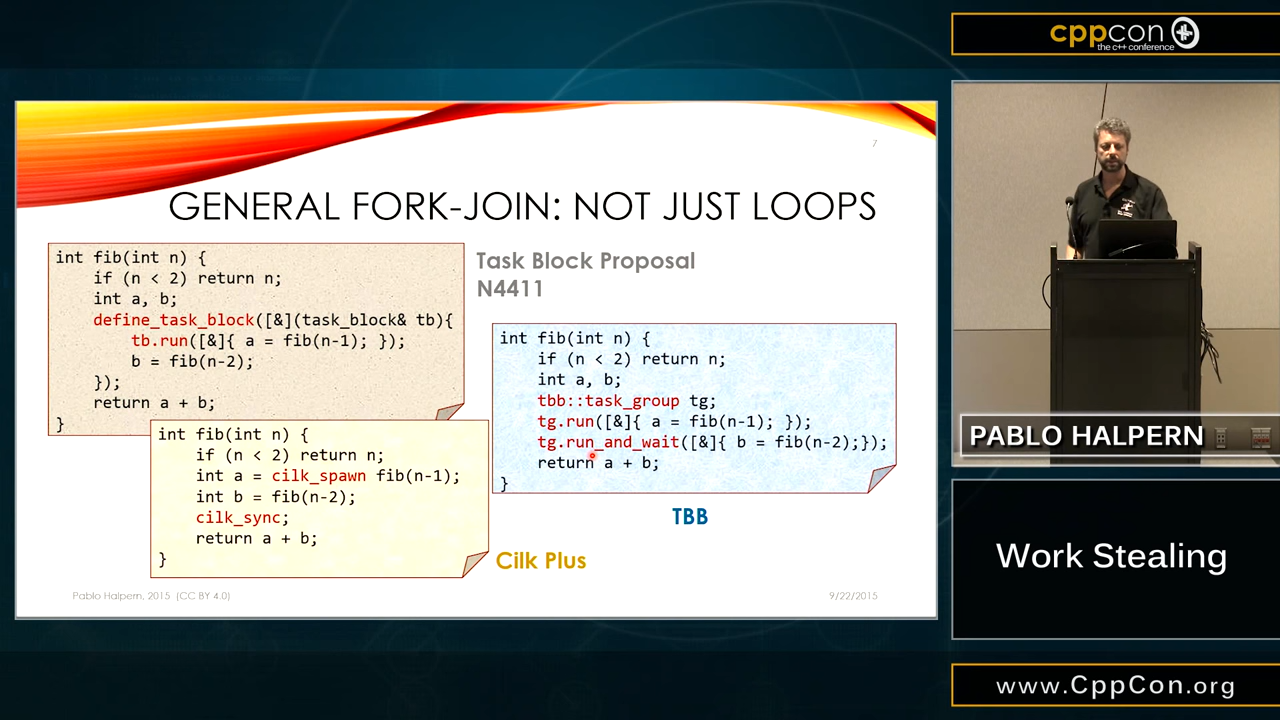 cppcon
the c++ conference
7
GENERAL FORK-JOIN: NOT JUST LOOPS
int fib(int n) {
if (n < 2) return n;
int a, b;
define_task_block([&](task_block& tb){
tb.run([&]{ a = fib(n-1); });
b = fib(n-2);
});
return a + b;
}
Task Block Proposal
N4411
int fib(int n) {
if (n < 2) return n;
int a, b;
tbb::task_group tg;
tg.run([&]{ a = fib(n-1); });
tg.run_and_wait([&]{ b = fib(n-2);});
return a + b;
}
TBB
int fib(int n) {
if (n < 2) return n;
int a = cilk_spawn fib(n-1);
int b = fib(n-2);
cilk_sync;
return a + b;
}
Cilk Plus
Pablo Halpern, 2015 (CC BY 4.0)
9/22/2015
PABLO HALPERN
Work Stealing
www.CppCon.org